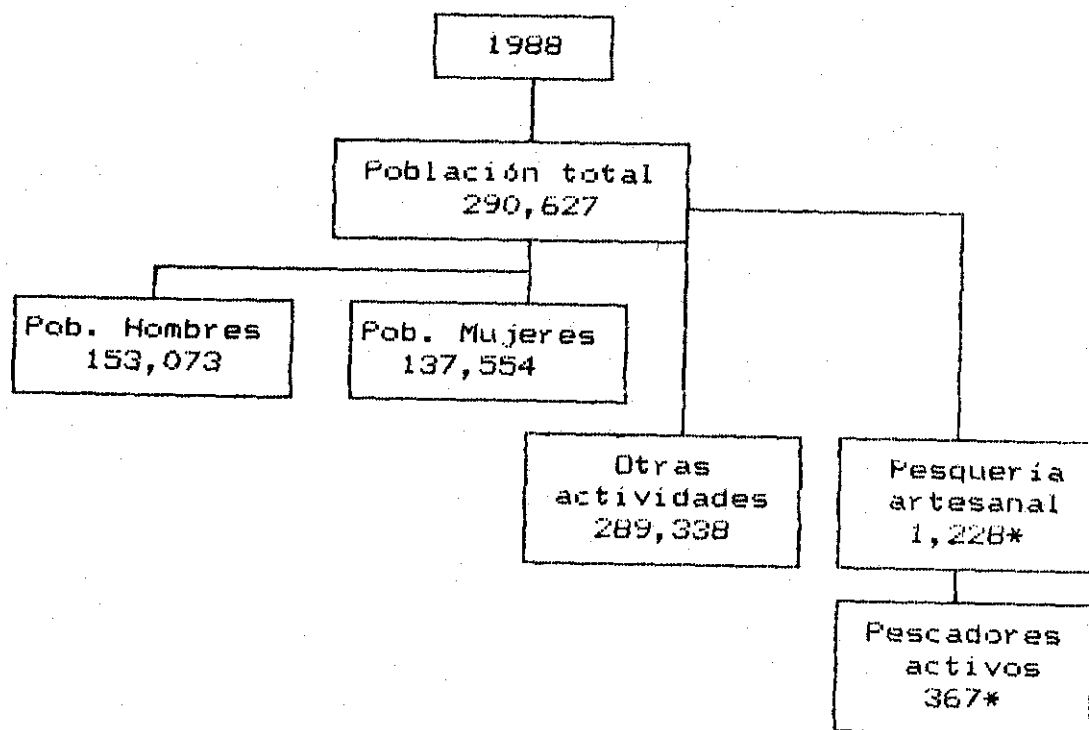 1988
Población total
290,627
Pob. Hombres
153,073
Pob. Mujeres
137,554
Otras
actividades
289,338
Pesquería
artesanal
1,228*
Pescadores
activos
367*